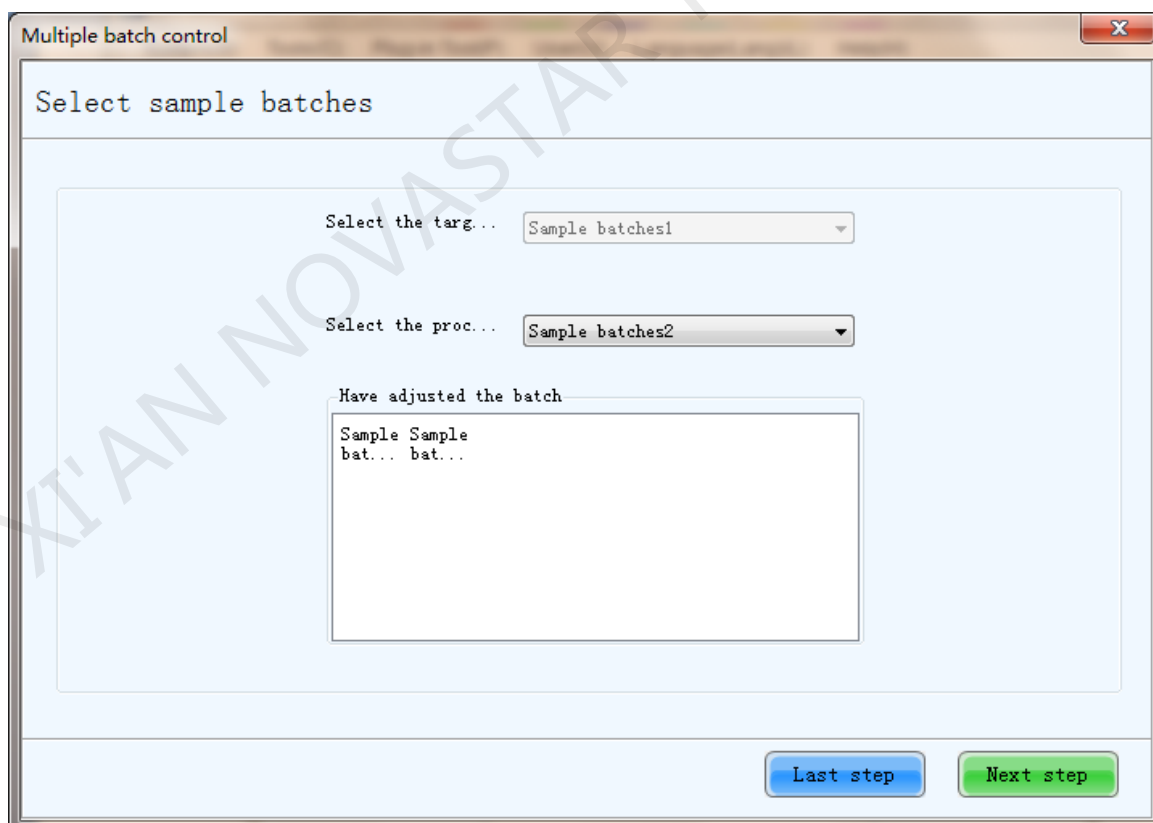 Multiple batch control
Select sample batches
Select the targ...
Sample batches1
Select the proc...
Sample batches2
Have adjusted the batch
Sample Sample
bat... bat...
Last step
Next step
XI'AN NOVASTAR